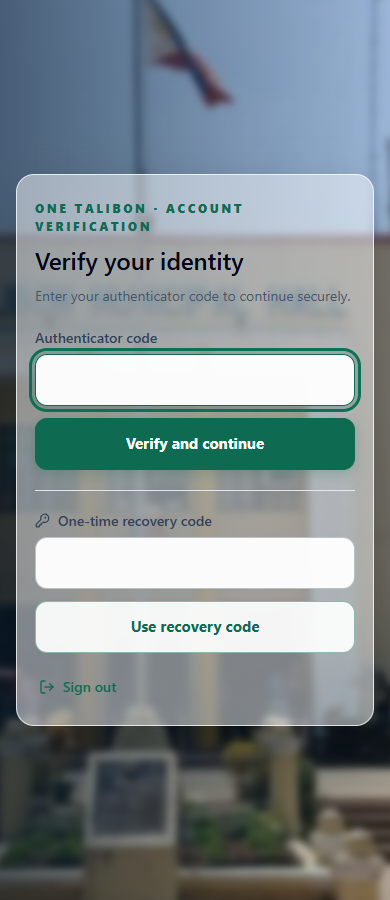 ONE TALIBON · ACCOUNT
VERIFICATION
Verify your identity
Enter your authenticator code to continue securely.
Authenticator code
Verify and continue
One-time recovery code
Use recovery code
Sign out